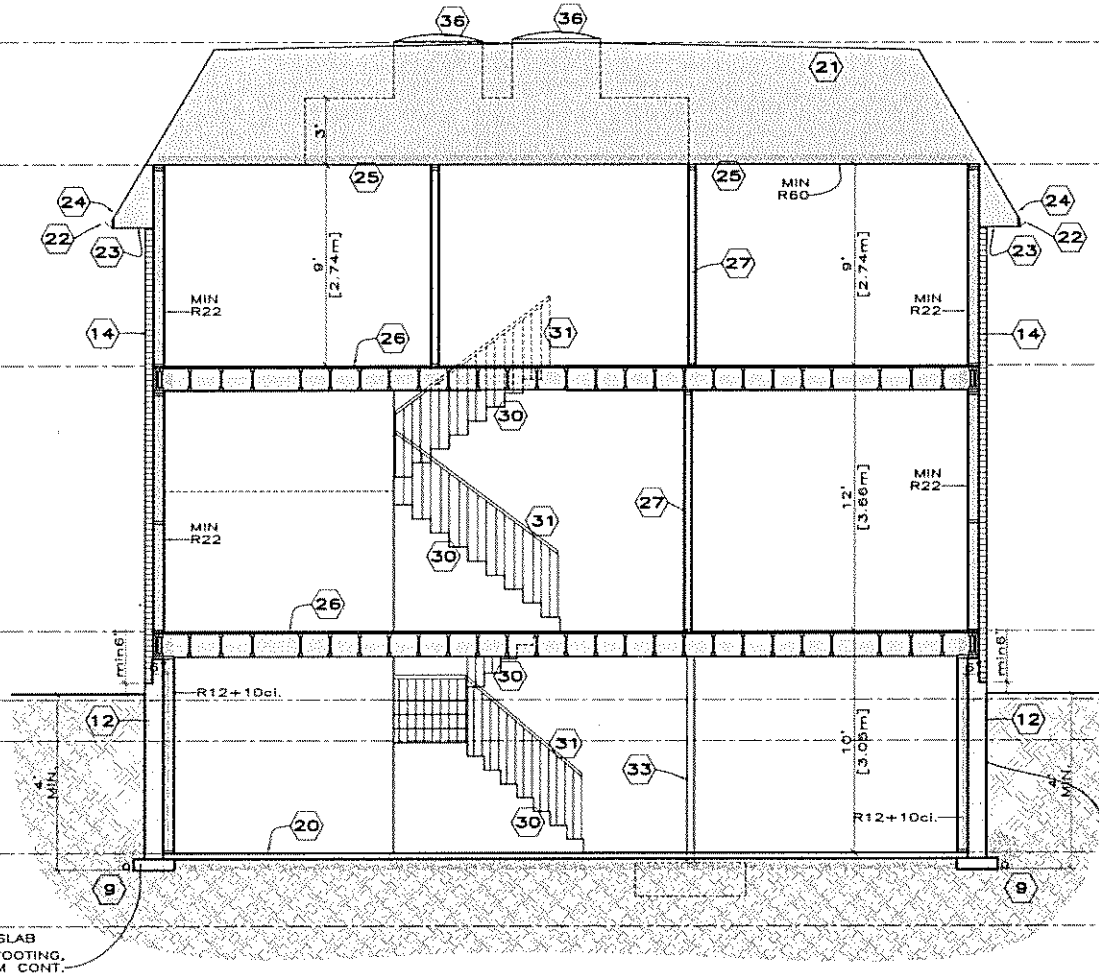 36
36
21
3'
25
25
MIN
R60
24
24
22
22
23
23
9'
[2.74m]
27
9'
[2.74m]
MIN
R22
MIN
R22
14
31
14
26
30
12'
[3.66m]
MIN
R22
27
31
MIN
R22
30
26
min6"
min6"
30
R12+10ci.
12
12
31
10'
[3.05m]
33
4'
MIN.
4'
MIN.
30
R12+10ci.
20
9
9
SLAB
FOOTING,
M CONT.